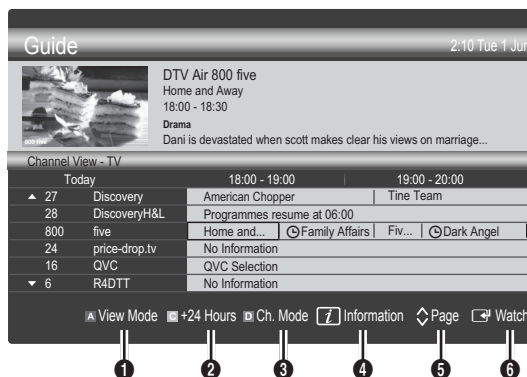 Guide
2:10 Tue 1 Jun
DTV Air 800 five
Home and Away
18:00 - 18:30
Drama
Dani is devastated when scott makes clear his views on marriage...
800 five
Channel View - TV
Today 18:00 - 19:00 19:00 - 20:00
▲ 27 Discovery American Chopper Tine Team
28 DiscoveryH&L Programmes resume at 06:00
800 five Home and... Family Affairs Fiv... Dark Angel
24 price-drop.tv No Information
16 QVC QVC Selection
▼ 6 R4DTT No Information
A View Mode C +24 Hours D Ch. Mode i Information Page Watch
1 2 3 4 5 6